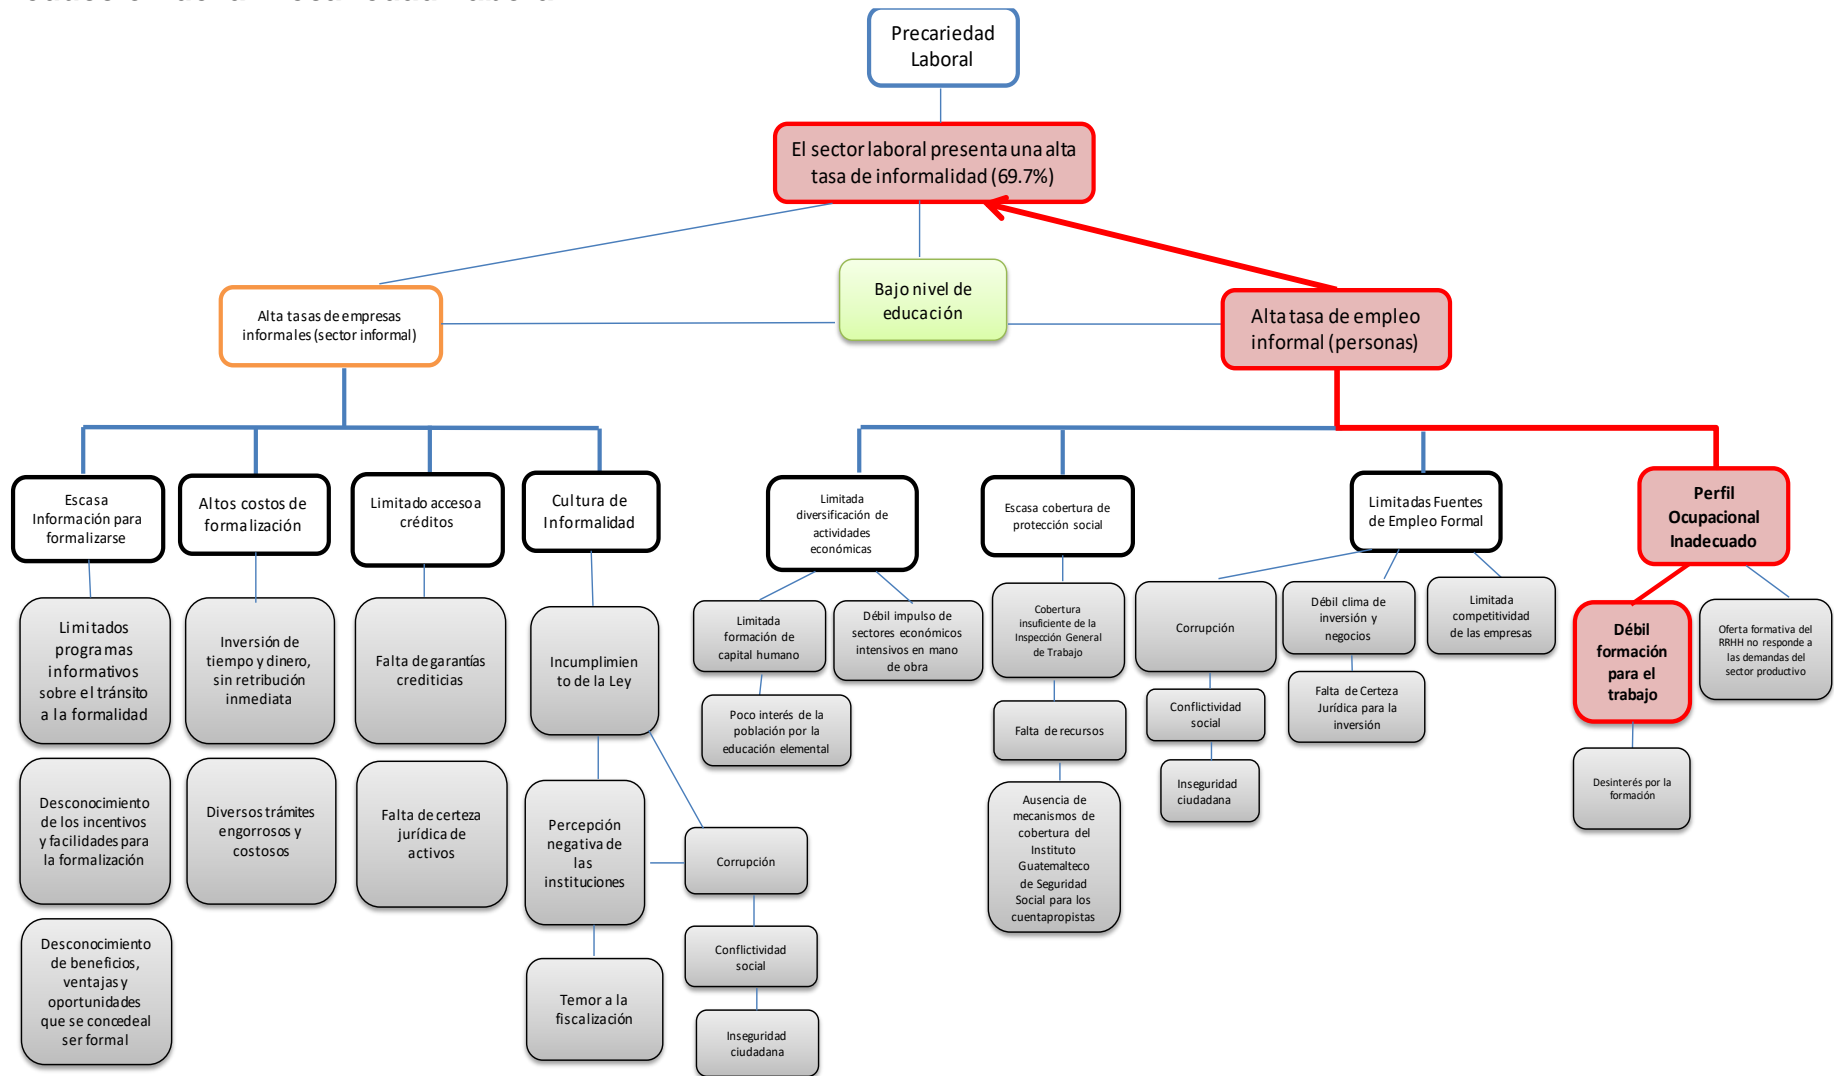 Precariedad
Laboral
El sector laboral presenta una alta
tasa de informalidad (69.7%)
Bajo nivel de
educación
Alta tasas de empresas
informales (sector informal)
Alta tasa de empleo
informal (personas)
Escasa
Información para
formalizarse
Altos costos de
formalización
Limitado acceso a
créditos
Cultura de
Informalidad
Limitada
diversificación de
actividades
económicas
Escasa cobertura de
protección social
Limitadas Fuentes
de Empleo Formal
Perfil
Ocupacional
Inadecuado
Limitados
programas
informativos
sobre el tránsito
a la formalidad
Inversión de
tiempo y dinero,
sin retribución
inmediata
Falta de garantías
crediticias
Incumplimien
to de la Ley
Limitada
formación de
capital humano
Débil impulso de
sectores económicos
intensivos en mano
de obra
Cobertura
insuficiente de la
Inspección General
de Trabajo
Corrupción
Débil clima de
inversión y
negocios
Limitada
competitividad
de las empresas
Débil
formación
para el
trabajo
Oferta formativa del
RRHH no responde a
las demandas del
sector productivo
Poco interés de la
población por la
educación elemental
Falta de recursos
Conflictividad
social
Falta de Certeza
Jurídica para la
inversión
Desconocimiento
de los incentivos
y facilidades para
la formalización
Diversos trámites
engorrosos y
costosos
Falta de certeza
jurídica de
activos
Percepción
negativa de
las
instituciones
Corrupción
Ausencia de
mecanismos de
cobertura del
Instituto
Guatemalteco
de Seguridad
Social para los
cuentapropistas
Inseguridad
ciudadana
Desinterés por la
formación
Desconocimiento
de beneficios,
ventajas y
oportunidades
que se concede al
ser formal
Temor a la
fiscalización
Conflictividad
social
Inseguridad
ciudadana